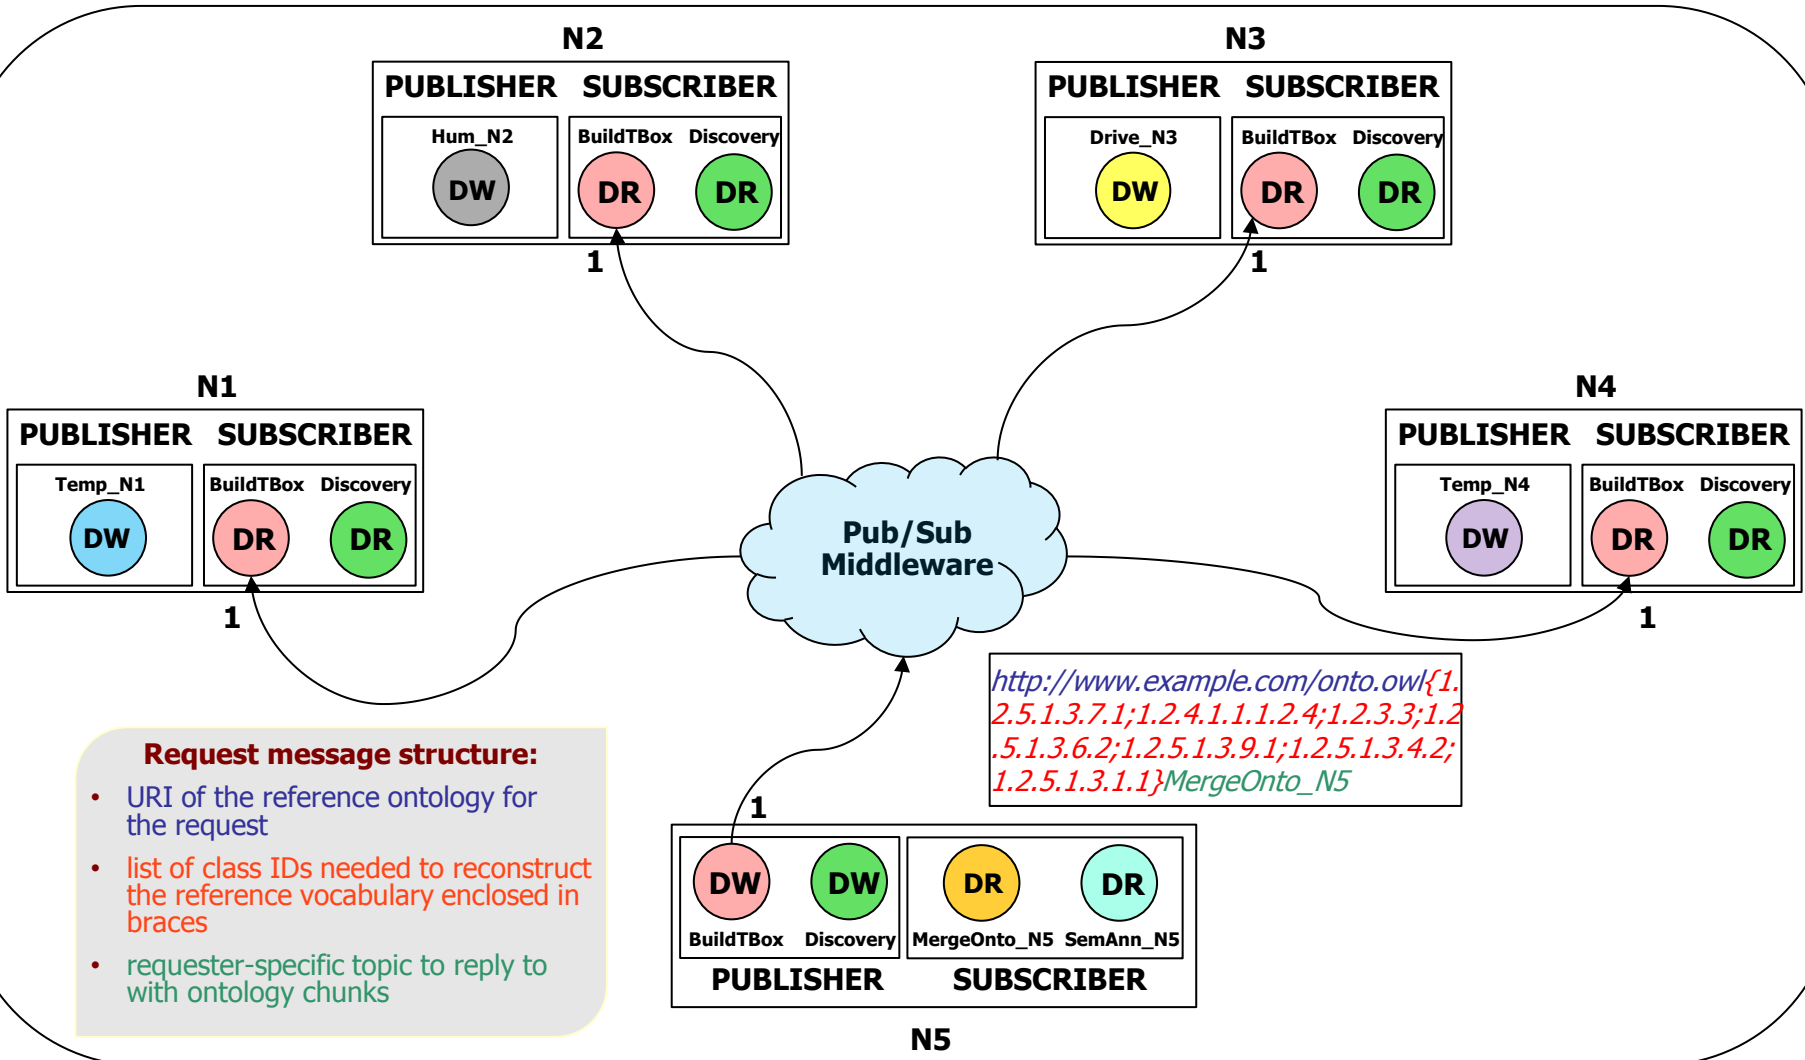 N2
PUBLISHER SUBSCRIBER
Hum_N2
BuildTBox Discovery
DW
DR
DR
1
N3
PUBLISHER SUBSCRIBER
Drive_N3
BuildTBox Discovery
DW
DR
DR
1
N1
PUBLISHER SUBSCRIBER
Temp_N1
BuildTBox Discovery
DW
DR
DR
1
Pub/Sub
Middleware
N4
PUBLISHER SUBSCRIBER
Temp_N4
BuildTBox Discovery
DW
DR
DR
1
http://www.example.com/onto.owl{1.
2.5.1.3.7.1;1.2.4.1.1.1.2.4;1.2.3.3;1.2
.5.1.3.6.2;1.2.5.1.3.9.1;1.2.5.1.3.4.2;
1.2.5.1.3.1.1}MergeOnto_N5
Request message structure:
• URI of the reference ontology for
the request
• list of class IDs needed to reconstruct
the reference vocabulary enclosed in
braces
• requester-specific topic to reply to
with ontology chunks
1
DW
DW
DR
DR
BuildTBox Discovery
MergeOnto_N5 SemAnn_N5
PUBLISHER SUBSCRIBER
N5